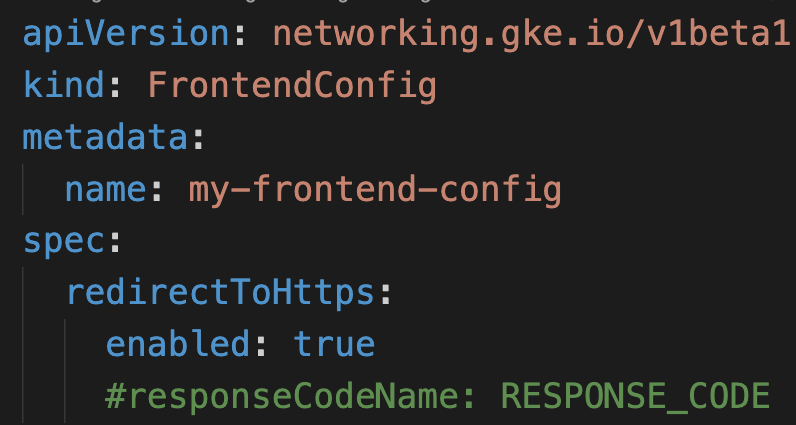 apiVersion: networking.gke.io/v1beta1
kind: FrontendConfig
metadata:
  name: my-frontend-config
spec:
  redirectToHttps:
    enabled: true
    #responseCodeName: RESPONSE_CODE